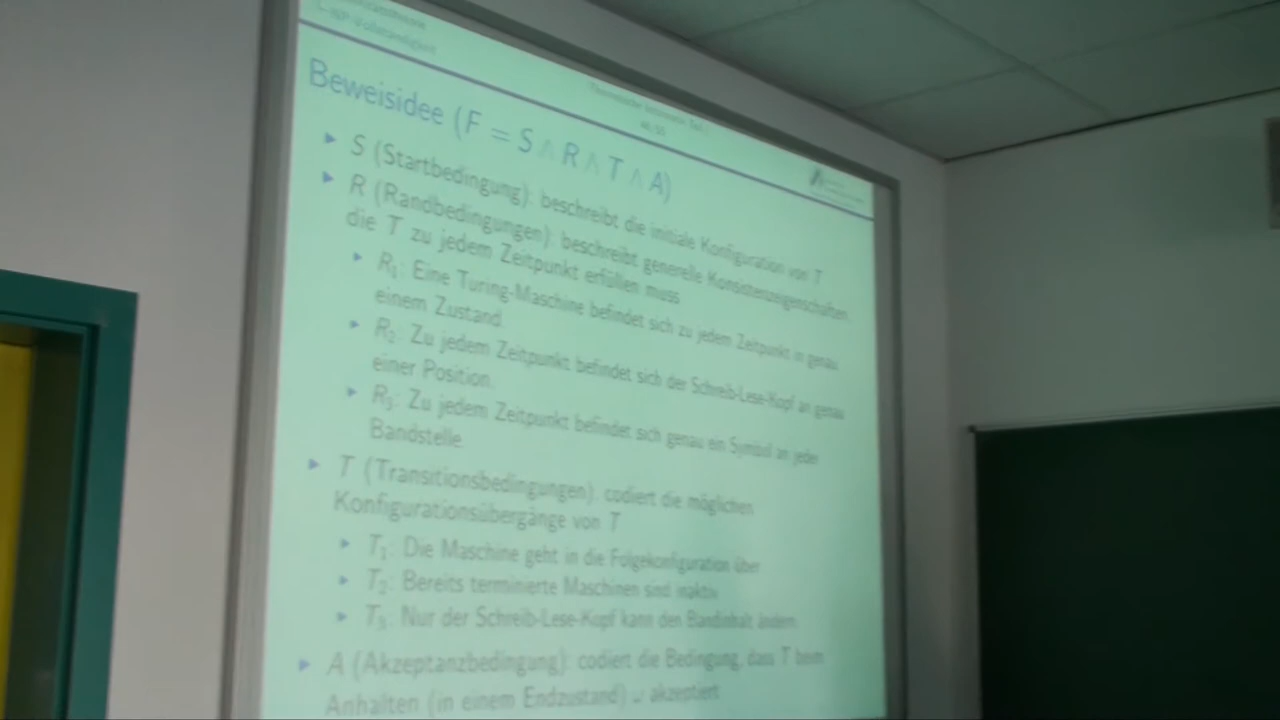 NP-Vollständigkeit
Beweisidee (F = S ∧ R ∧ T ∧ A)
▸ S (Startbedingung): beschreibt die initiale Konfiguration von T
▸ R (Randbedingungen): beschreibt generelle Konsistenzeigenschaften,
die T zu jedem Zeitpunkt erfüllen muss
▸ R₁: Eine Turing-Maschine befindet sich zu jedem Zeitpunkt in genau
einem Zustand.
▸ R₂: Zu jedem Zeitpunkt befindet sich der Schreib-Lese-Kopf an genau
einer Position.
▸ R₃: Zu jedem Zeitpunkt befindet sich genau ein Symbol an jeder
Bandstelle.
▸ T (Transitionsbedingungen): codiert die möglichen
Konfigurationsübergänge von T
▸ T₁: Die Maschine geht in die Folgekonfiguration über
▸ T₂: Bereits terminierte Maschinen sind inaktiv.
▸ T₃: Nur der Schreib-Lese-Kopf kann den Bandinhalt ändern.
▸ A (Akzeptanzbedingung): codiert die Bedingung, dass T beim
Anhalten (in einem Endzustand) akzeptiert